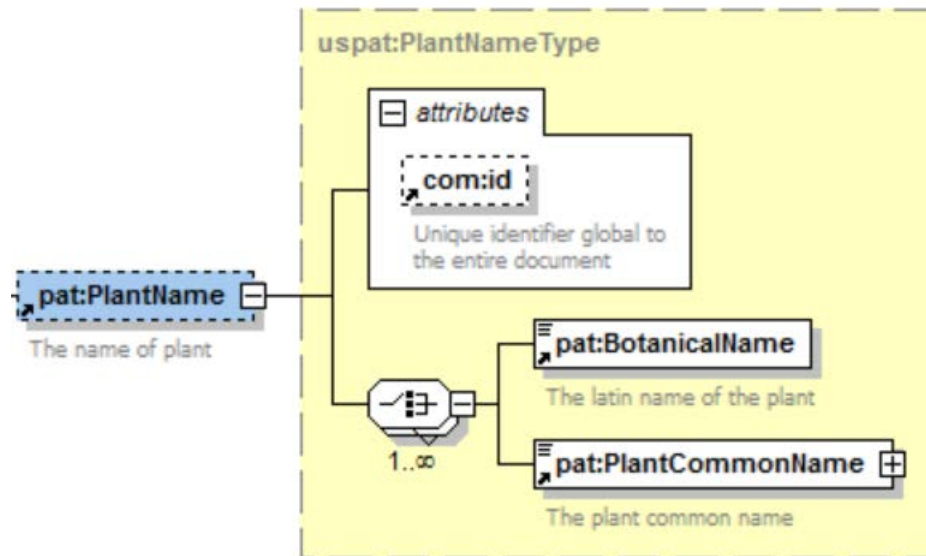 uspat:PlantNameType
attributes
com:id
Unique identifier global to
the entire document
pat:PlantName
The name of plant
pat:BotanicalName
The latin name of the plant
1..∞
pat:PlantCommonName
The plant common name